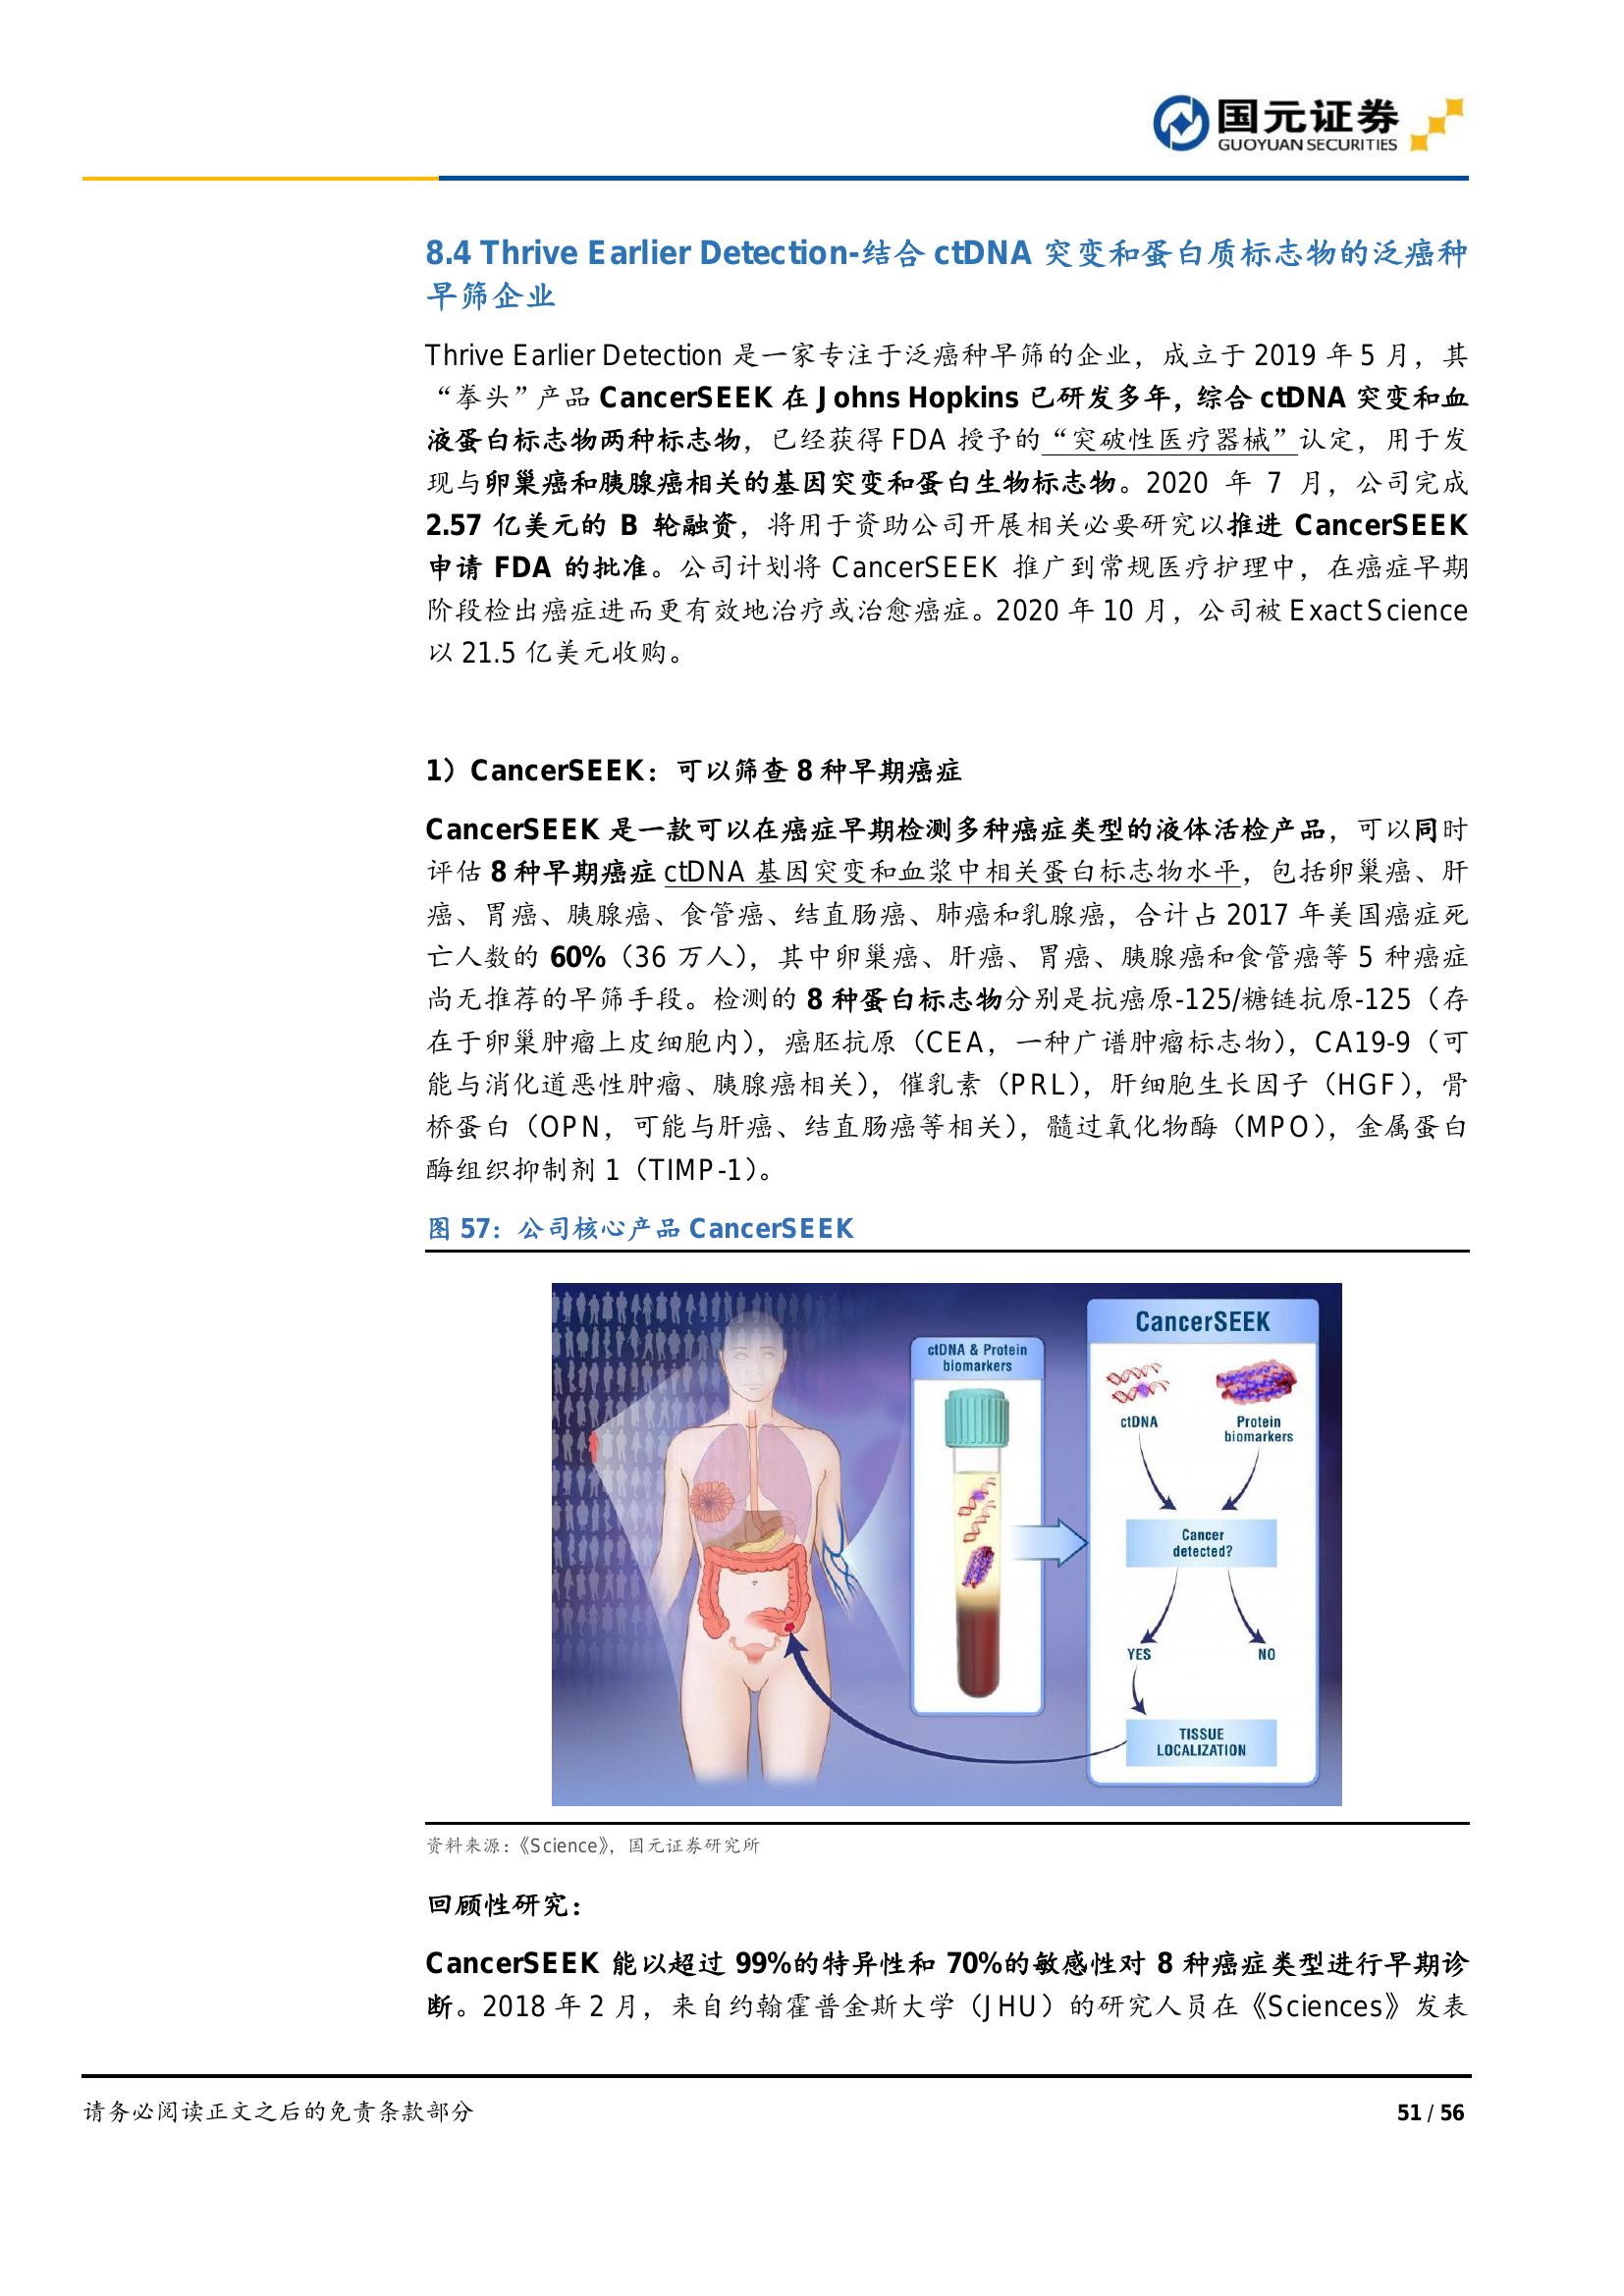 国元证券
GUOYUAN SECURITIES
8.4 Thrive Earlier Detection-结合 ctDNA 突变和蛋白质标志物的泛癌种
早筛企业
Thrive Earlier Detection 是一家专注于泛癌种早筛的企业，成立于 2019 年 5 月，其
“拳头”产品 CancerSEEK 在 Johns Hopkins 已研发多年，综合 ctDNA 突变和血
液蛋白标志物两种标志物，已经获得 FDA 授予的“突破性医疗器械”认定，用于发
现与卵巢癌和胰腺癌相关的基因突变和蛋白生物标志物。2020 年 7 月，公司完成
2.57 亿美元的 B 轮融资，将用于资助公司开展相关必要研究以推进 CancerSEEK
申请 FDA 的批准。公司计划将 CancerSEEK 推广到常规医疗护理中，在癌症早期
阶段检出癌症进而更有效地治疗或治愈癌症。2020 年 10 月，公司被 Exact Science
以 21.5 亿美元收购。
1）CancerSEEK：可以筛查 8 种早期癌症
CancerSEEK 是一款可以在癌症早期检测多种癌症类型的液体活检产品，可以同时
评估 8 种早期癌症 ctDNA 基因突变和血浆中相关蛋白标志物水平，包括卵巢癌、肝
癌、胃癌、胰腺癌、食管癌、结直肠癌、肺癌和乳腺癌，合计占 2017 年美国癌症死
亡人数的 60%（36 万人），其中卵巢癌、肝癌、胃癌、胰腺癌和食管癌等 5 种癌症
尚无推荐的早筛手段。检测的 8 种蛋白标志物分别是抗癌原-125/糖链抗原-125（存
在于卵巢肿瘤上皮细胞内），癌胚抗原（CEA，一种广谱肿瘤标志物），CA19-9（可
能与消化道恶性肿瘤、胰腺癌相关），催乳素（PRL），肝细胞生长因子（HGF），骨
桥蛋白（OPN，可能与肝癌、结直肠癌等相关），髓过氧化物酶（MPO），金属蛋白
酶组织抑制剂 1（TIMP-1）。
图 57：公司核心产品 CancerSEEK
ctDNA & Protein
biomarkers
CancerSEEK
ctDNA
Protein
biomarkers
Cancer
detected?
YES
NO
TISSUE
LOCALIZATION
资料来源：《Science》，国元证券研究所
回顾性研究：
CancerSEEK 能以超过 99%的特异性和 70%的敏感性对 8 种癌症类型进行早期诊
断。2018 年 2 月，来自约翰霍普金斯大学（JHU）的研究人员在《Sciences》发表
请务必阅读正文之后的免责条款部分
51 / 56